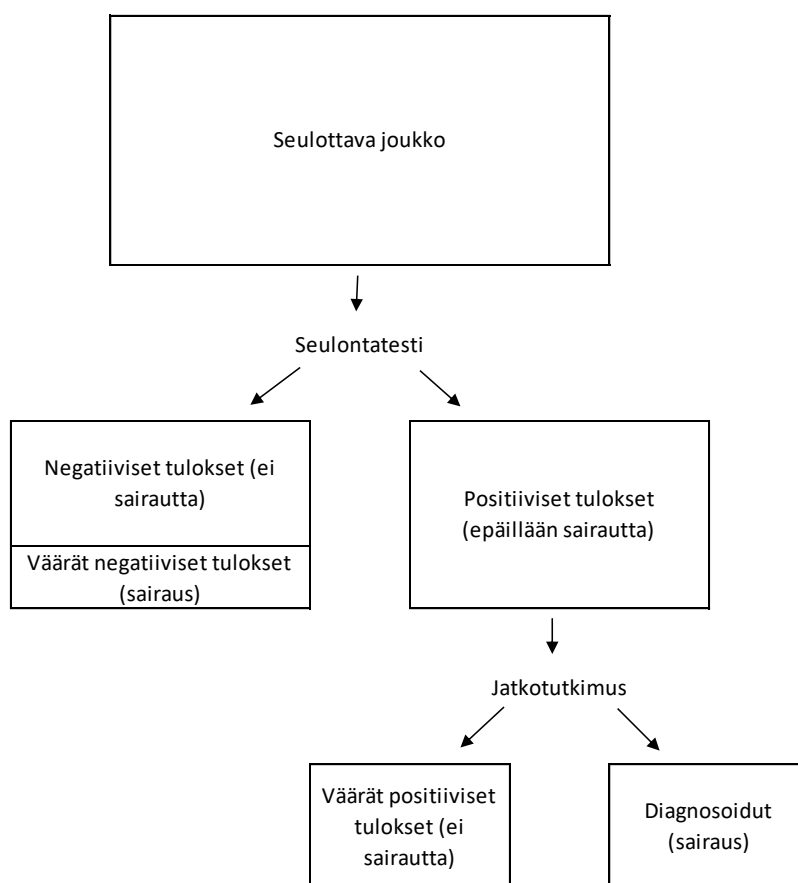 Seulottava joukko
Seulontatesti
Negatiiviset tulokset (ei
sairautta)
Väärät negatiiviset tulokset
(sairaus)
Positiiviset tulokset
(epäillään sairautta)
Jatkotutkimus
Väärät positiiviset
tulokset (ei
sairautta)
Diagnosoidut
(sairaus)